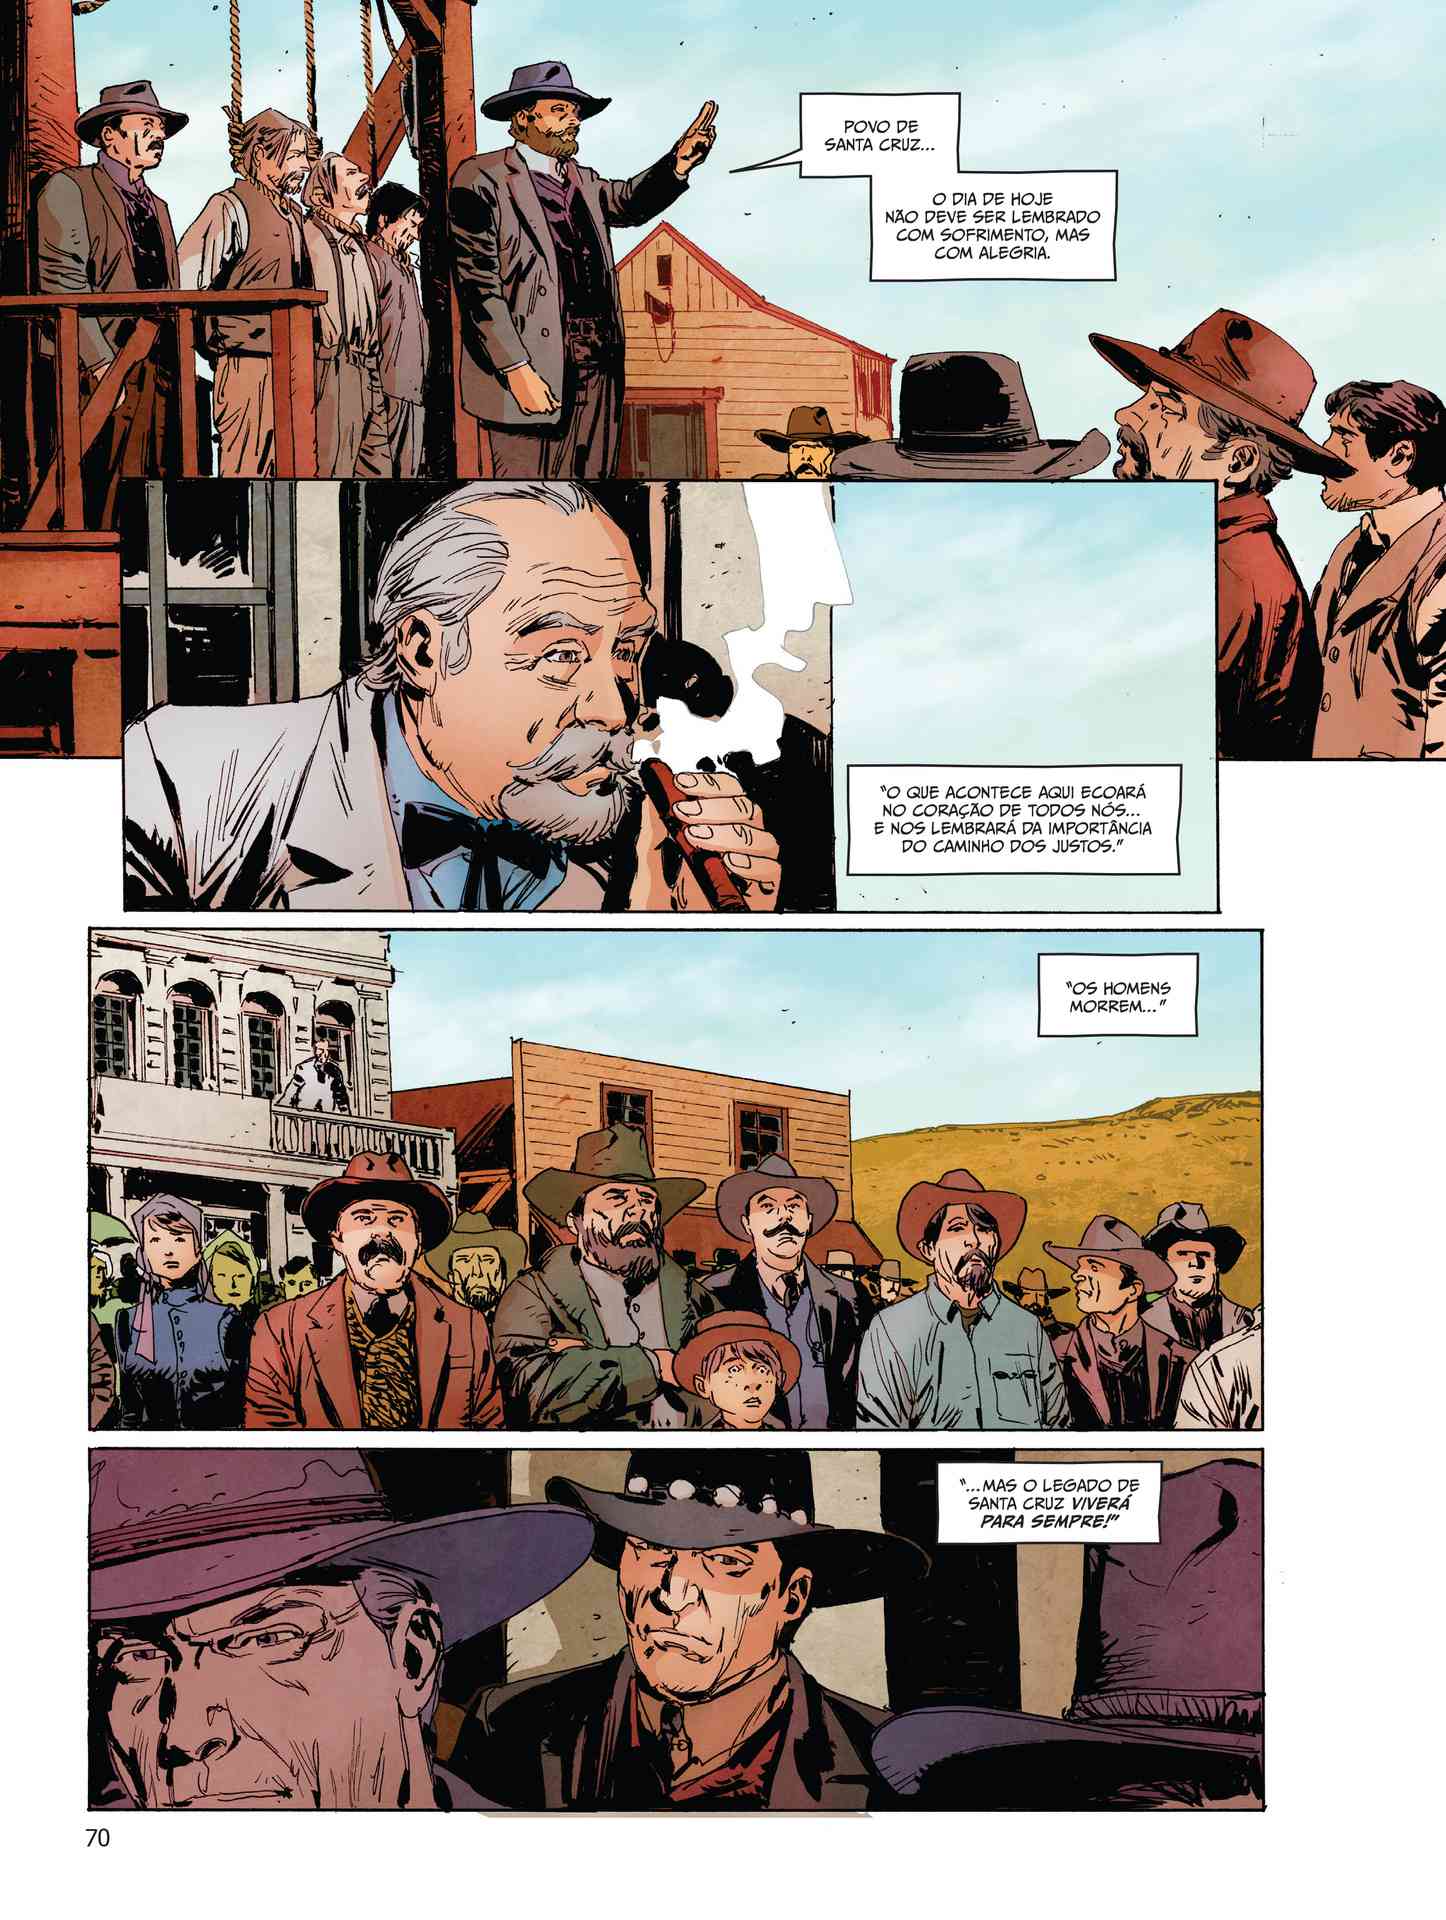 POVO DE
SANTA CRUZ...
O DIA DE HOJE
NÃO DEVE SER LEMBRADO
COM SOFRIMENTO, MAS
COM ALEGRIA.
"O QUE ACONTECE AQUI ECOARÁ
NO CORAÇÃO DE TODOS NÓS...
E NOS LEMBRARÁ DA IMPORTÂNCIA
DO CAMINHO DOS JUSTOS."
"OS HOMENS
MORREM..."
"...MAS O LEGADO DE
SANTA CRUZ VIVERÁ
PARA SEMPRE!"
70